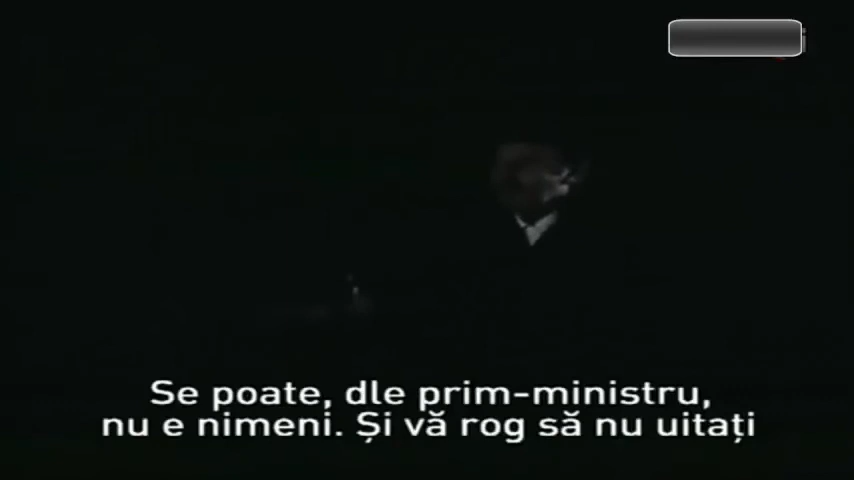 Se poate, dle prim-ministru,
nu e nimeni. Și vă rog să nu uitați